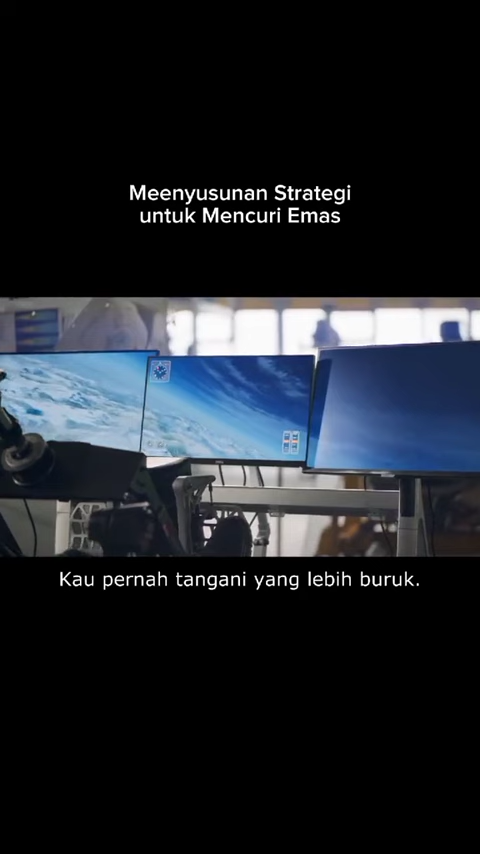 Meenyusunan Strategi
untuk Mencuri Emas
Kau pernah tangani yang lebih buruk.